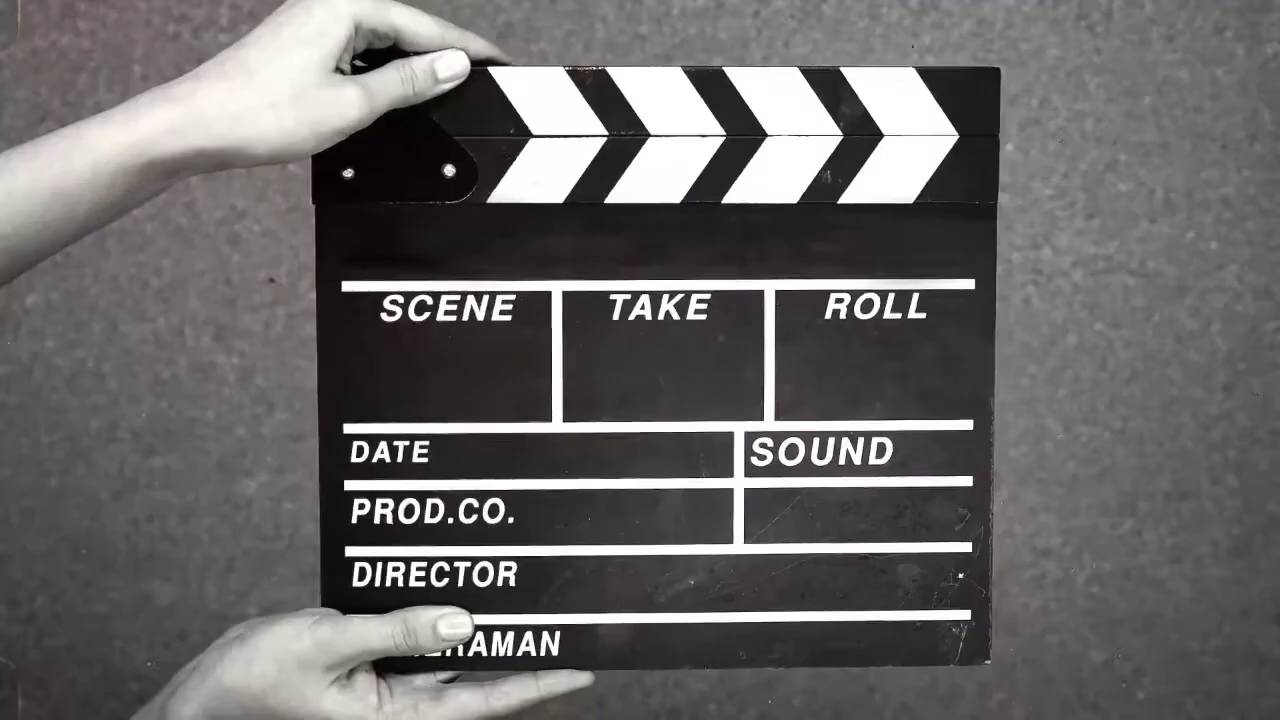 SCENE TAKE ROLL
DATE SOUND
PROD.CO.
DIRECTOR